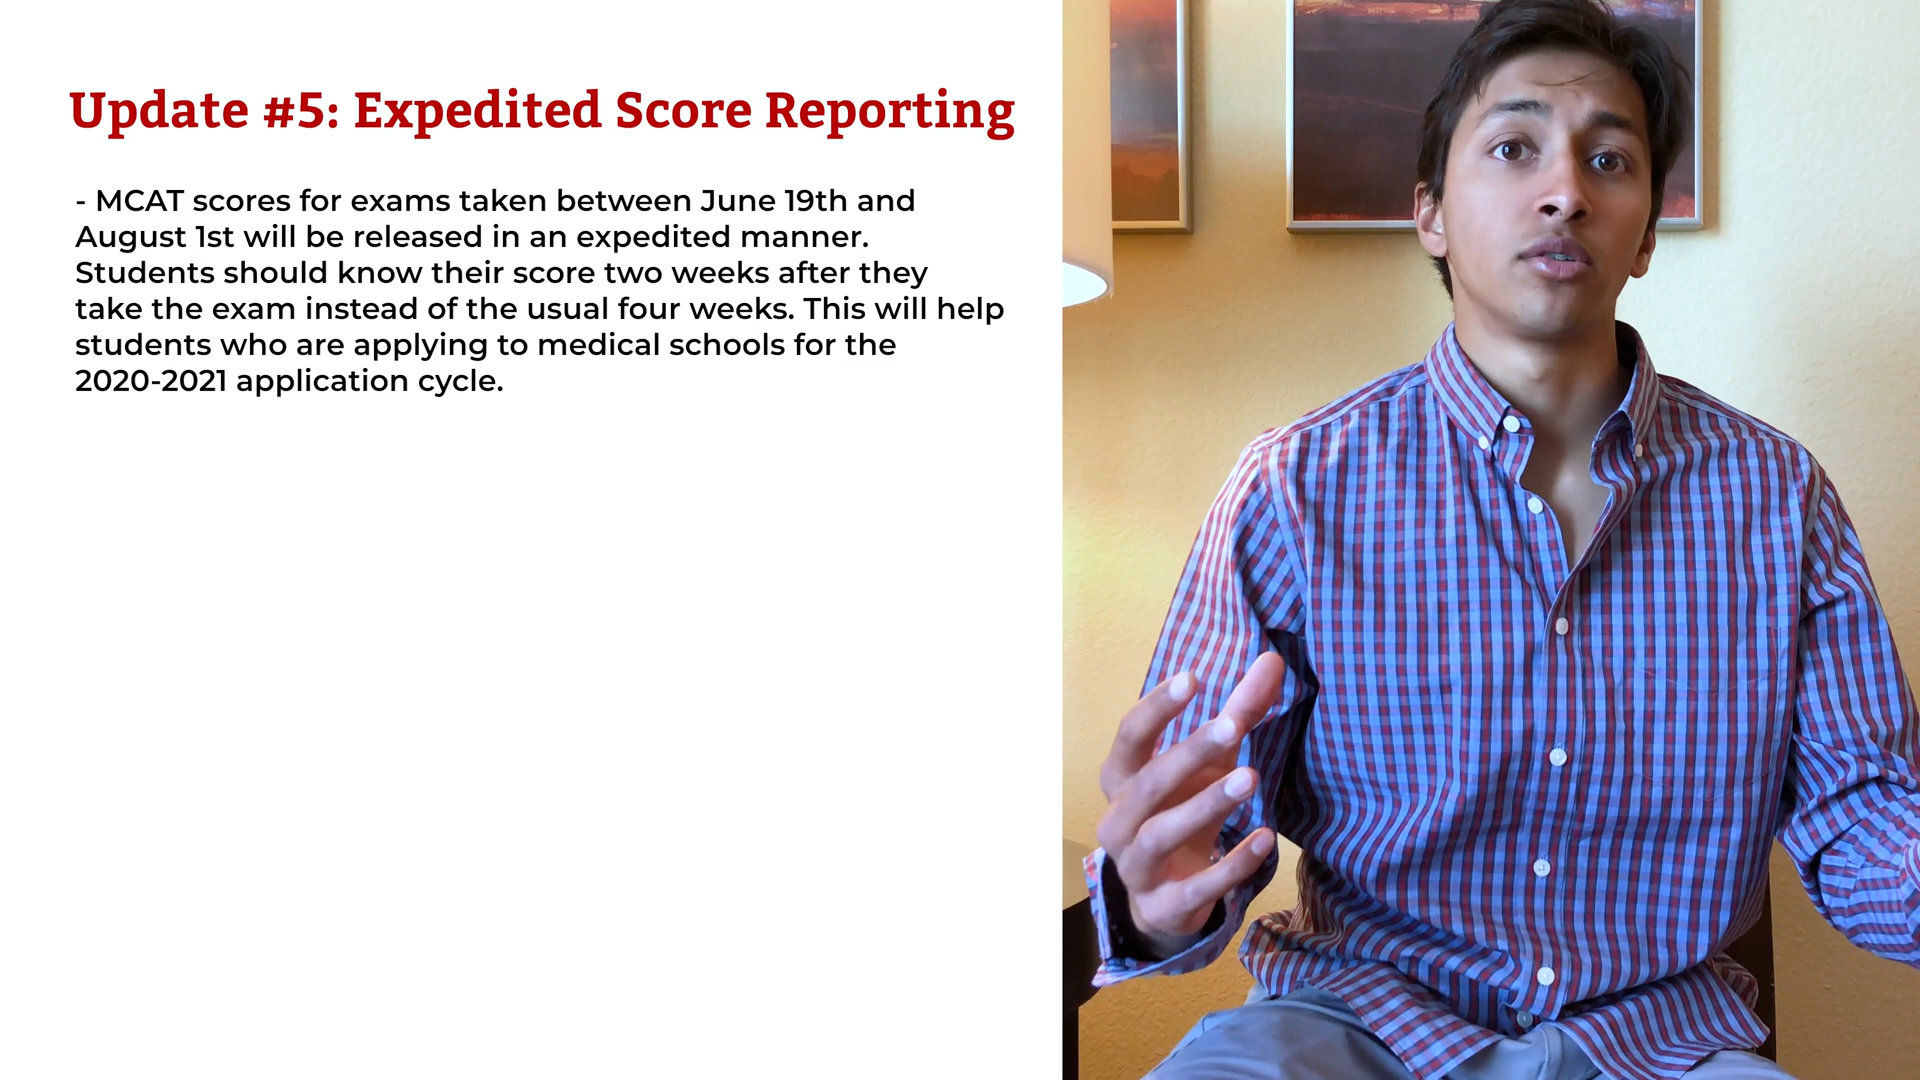 Update #5: Expedited Score Reporting
- MCAT scores for exams taken between June 19th and
August 1st will be released in an expedited manner.
Students should know their score two weeks after they
take the exam instead of the usual four weeks. This will help
students who are applying to medical schools for the
2020-2021 application cycle.